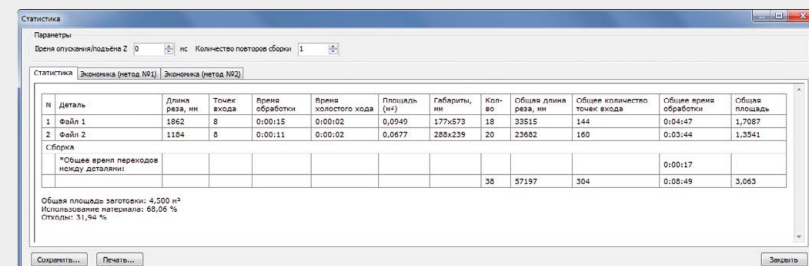 Статистика
Параметры
Время опускания/подъёна Z 0 нс Количество повторов сборки 1
Статистика Экономика (метод №1) Экономика (метод №2)
N Деталь Длина реза, мм Точек входа Время обработки Время холостого хода Площадь (м²) Габариты, мм Кол-во Общая длина реза, мм Общее количество точек входа Общее время обработки Общая площадь
1 Файл 1 1862 8 0:00:15 0:00:02 0,0949 177x573 18 33515 144 0:04:47 1,7087
2 Файл 2 1184 8 0:00:11 0:00:02 0,0677 288x239 20 23682 160 0:03:44 1,3541
Сборка
*Общее время переходов между деталями: 0:00:17
38 57197 304 0:08:49 3,063
Общая площадь заготовки: 4,500 м²
Использование материала: 68,06 %
Отходы: 31,94 %
Сохранить... Печать... Закрыть